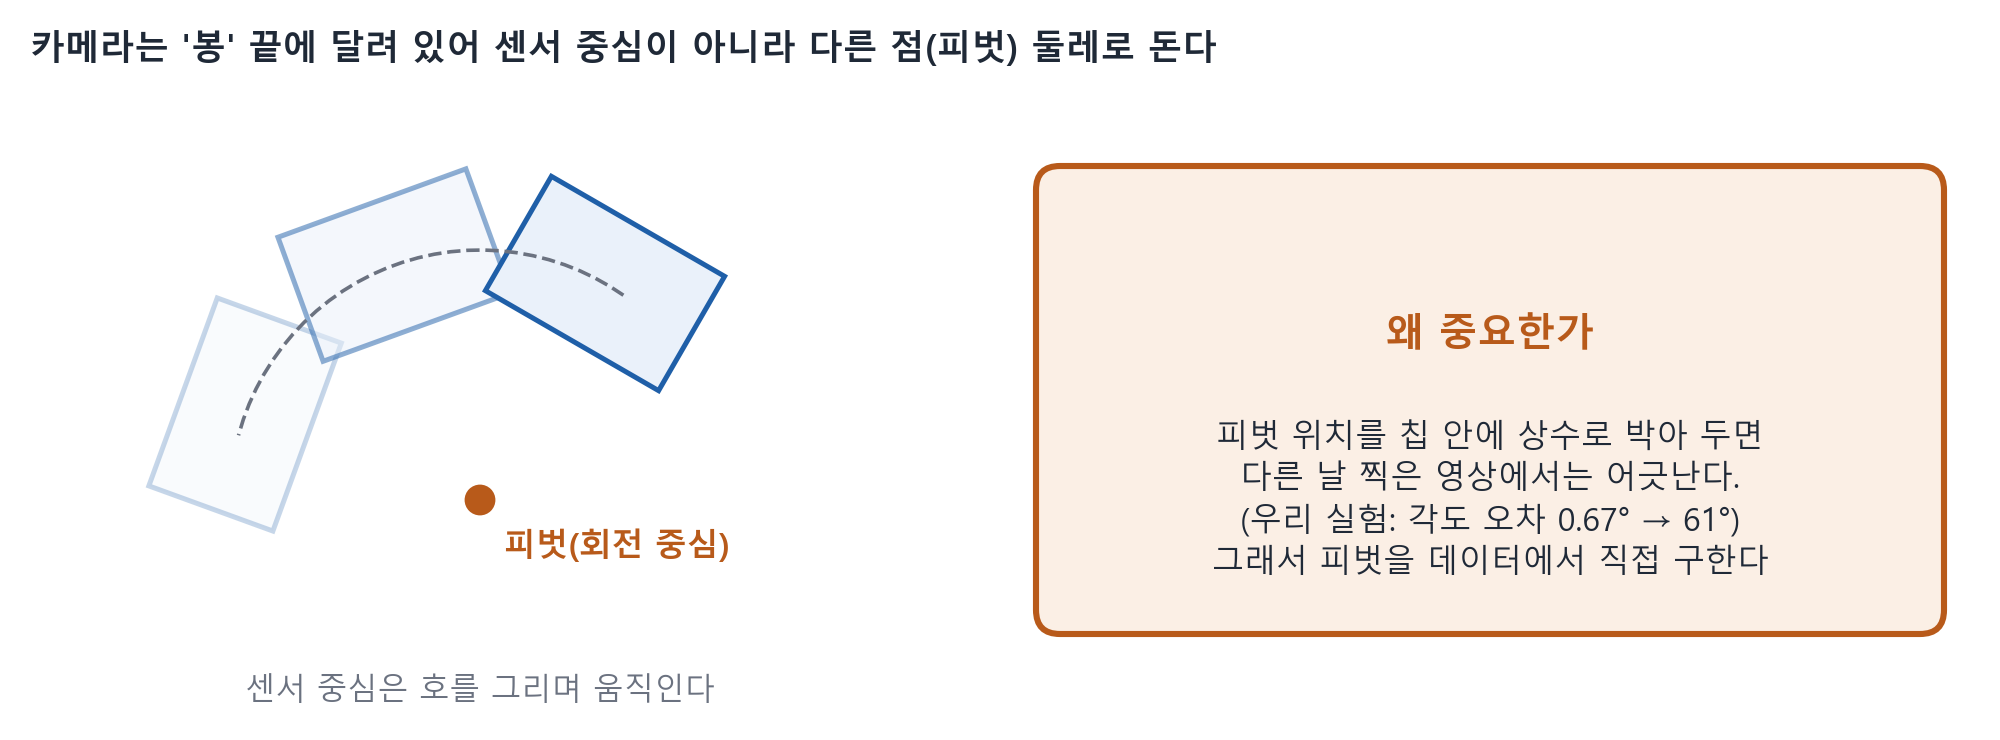 카메라는 '봉' 끝에 달려 있어 센서 중심이 아니라 다른 점(피벗) 둘레로 돈다
피벗(회전 중심)
센서 중심은 호를 그리며 움직인다
왜 중요한가
피벗 위치를 칩 안에 상수로 박아 두면
다른 날 찍은 영상에서는 어긋난다.
(우리 실험: 각도 오차 0.67° → 61°)
그래서 피벗을 데이터에서 직접 구한다